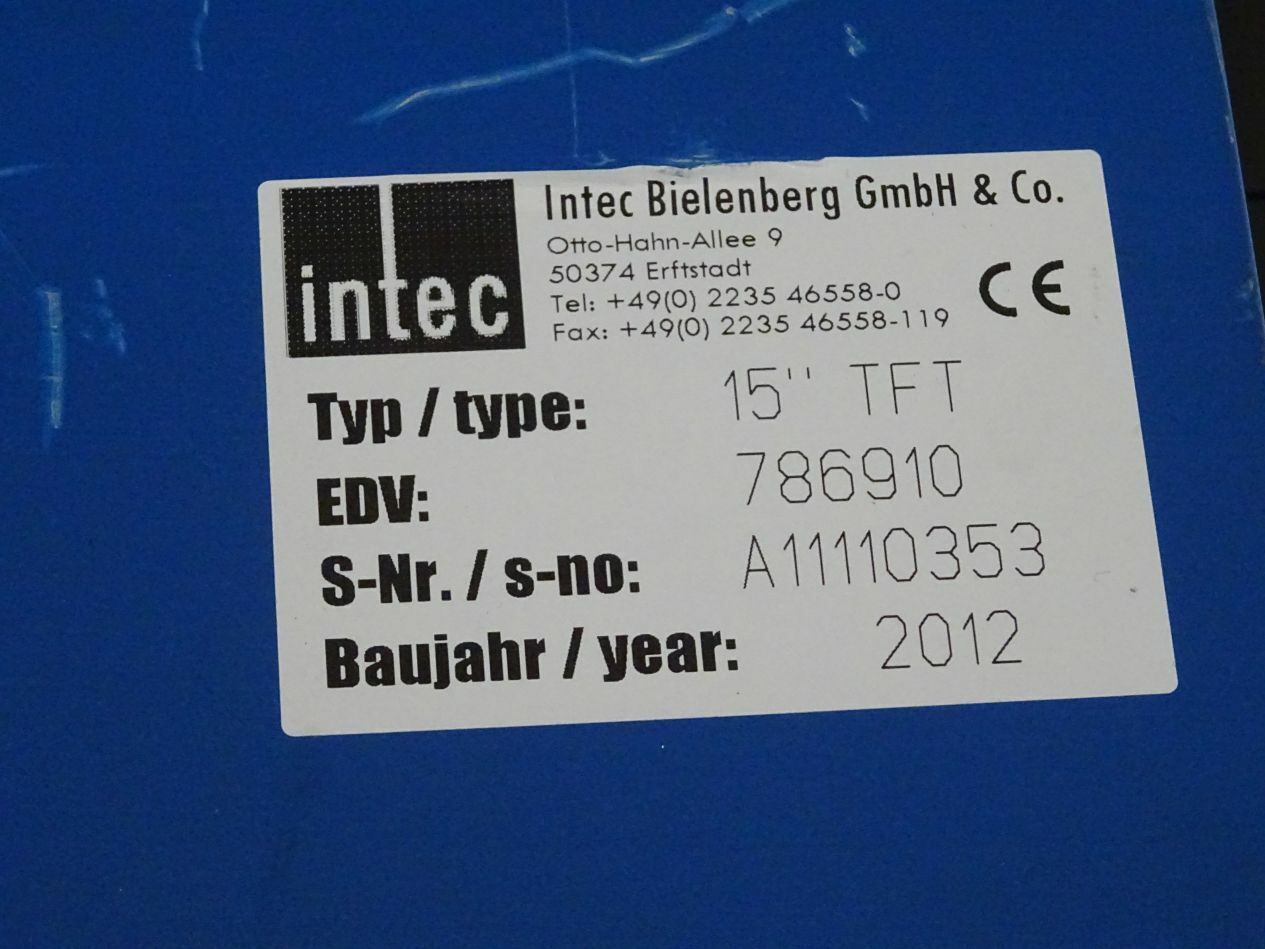 intec
Intec Bielenberg GmbH & Co.
Otto-Hahn-Allee 9
50374 Erftstadt
Tel: +49(0) 2235 46558-0
Fax: +49(0) 2235 46558-119
CE
Typ / type: 15'' TFT
EDV: 786910
S-Nr. / s-no: A11110353
Baujahr / year: 2012